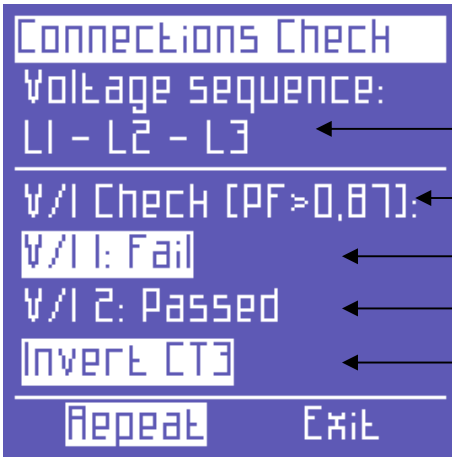 Connections Check
Voltage sequence:
L1 - L2 - L3
V/I Check [PF>0,87]:
V/I 1: Fail
V/I 2: Passed
Invert CT3
Repeat Exit